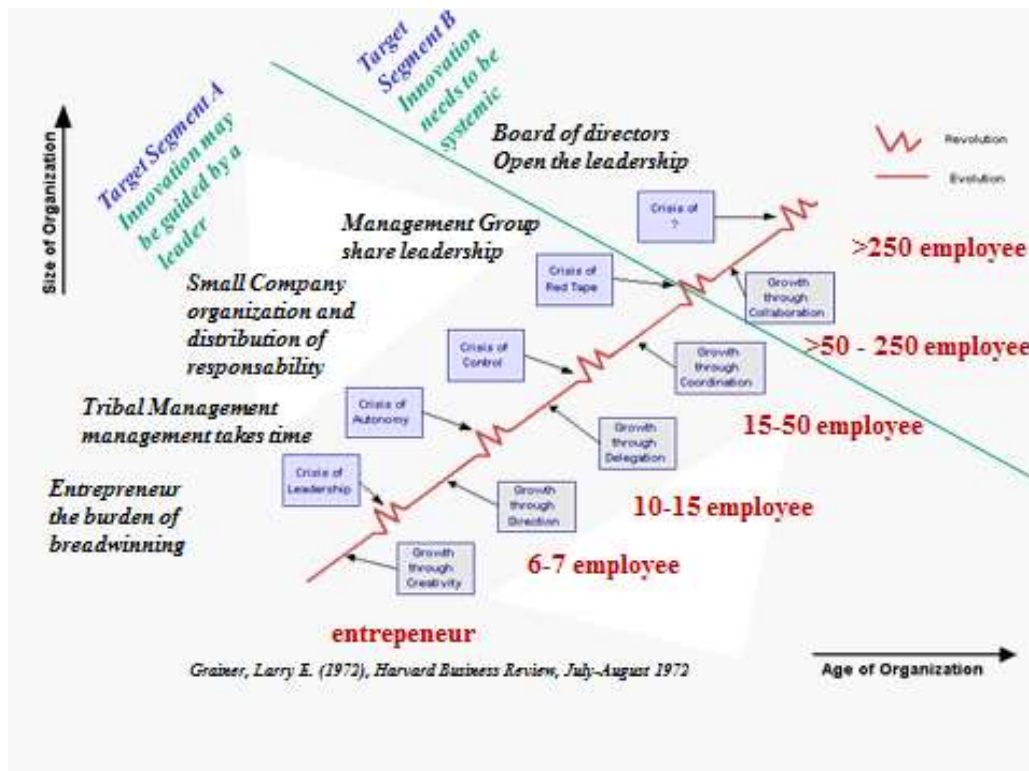 Target Segment A
Innovation may
be guided by a
leader
Target
Segment B
Innovation
needs to be
systemic
Size of Organization
Board of directors
Open the leadership
Revolution
Evolution
Crisis of
?
>250 employee
Management Group
share leadership
Crisis of
Red Tape
Growth
through
Collaboration
>50 - 250 employee
Small Company
organization and
distribution of
responsability
Crisis of
Control
Growth
through
Coordination
15-50 employee
Tribal Management
management takes time
Crisis of
Autonomy
Growth
through
Delegation
10-15 employee
Entrepreneur
the burden of
breadwinning
Crisis of
Leadership
Growth
through
Direction
6-7 employee
Growth
through
Creativity
entrepeneur
Grainer, Larry E. (1972), Harvard Business Review, July-August 1972
Age of Organization